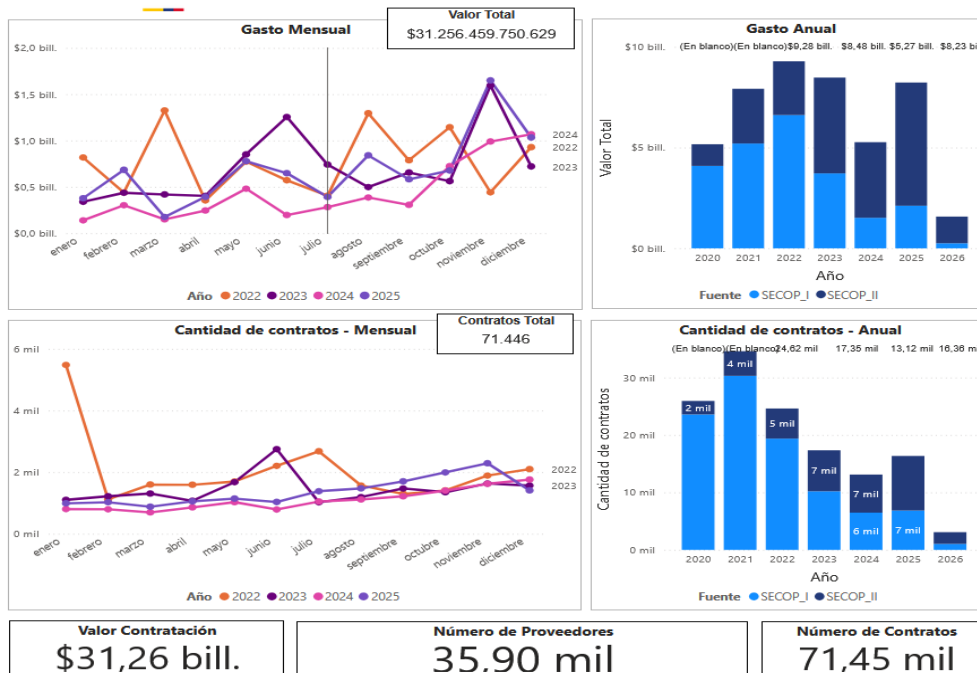 Gasto Mensual
Valor Total
$31.256.459.750.629
$2,0 bill.
$1,5 bill.
$1,0 bill.
$0,5 bill.
$0,0 bill.
2024
2022
2023
enero
febrero
marzo
abril
mayo
junio
julio
agosto
septiembre
octubre
noviembre
diciembre
Año 2022 2023 2024 2025
Gasto Anual
$10 bill.
(En blanco)(En blanco)$9,28 bill. $8,48 bill. $5,27 bill. $8,23 bil
Valor Total
$5 bill.
$0 bill.
2020 2021 2022 2023 2024 2025 2026
Año
Fuente SECOP_I SECOP_II
Cantidad de contratos - Mensual
Contratos Total
71.446
6 mil
4 mil
2 mil
0 mil
2022
2023
enero
febrero
marzo
abril
mayo
junio
julio
agosto
septiembre
octubre
noviembre
diciembre
Año 2022 2023 2024 2025
Cantidad de contratos - Anual
(En blanco)(En blanco)24,62 mil 17,35 mil 13,12 mil 16,36 m
Cantidad de contratos
30 mil
20 mil
10 mil
0 mil
2 mil
4 mil
5 mil
7 mil
7 mil
6 mil
7 mil
2020 2021 2022 2023 2024 2025 2026
Año
Fuente SECOP_I SECOP_II
Valor Contratación
$31,26 bill.
Número de Proveedores
35,90 mil
Número de Contratos
71,45 mil